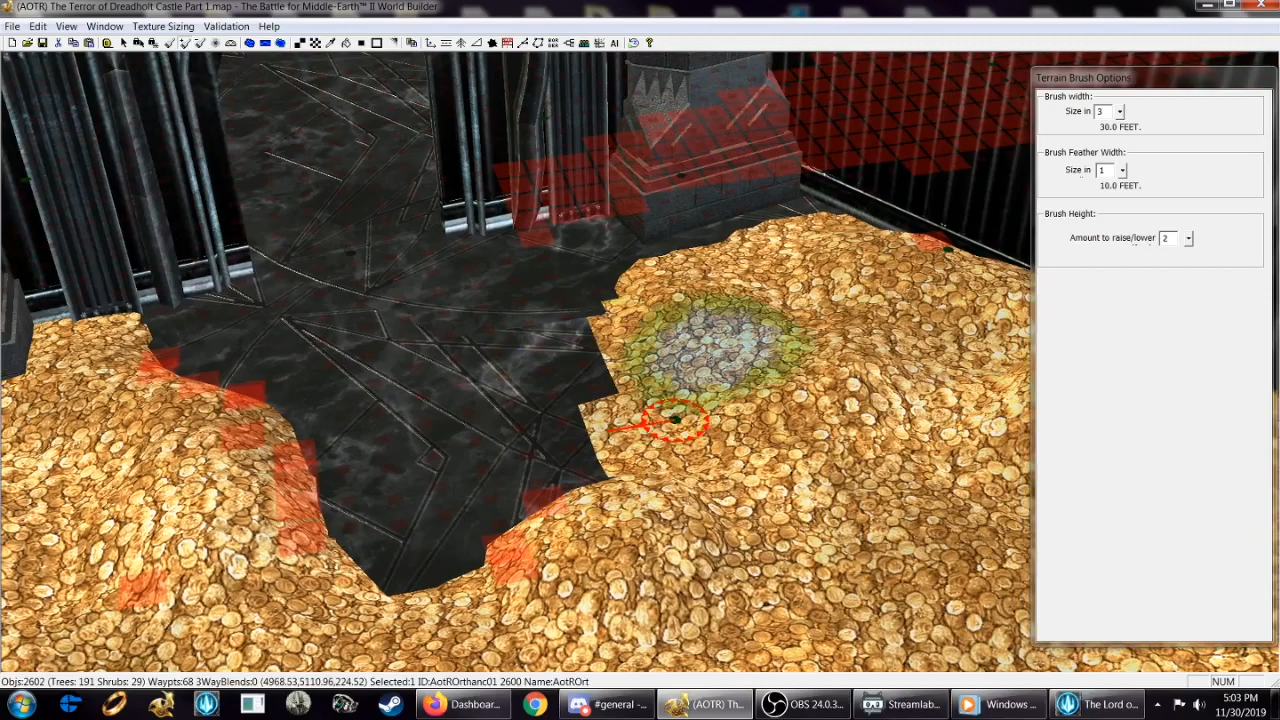 (AOTR) The Terror of Dreadholt Castle Part 1.map - The Battle for Middle-Earth™ II World Builder
File Edit View Window Texture Sizing Validation Help
AI
Terrain Brush Options
Brush width:
Size in 3
30.0 FEET.
Brush Feather Width:
Size in 1
10.0 FEET.
Brush Height:
Amount to raise/lower 2
Objs:2602 (Trees: 191 Shrubs: 29) Waypts:68 3WayBlends:0 (4968.53,5110.96,224.52) Selected:1 ID:AotROrthanc01 2600 Name:AotROrt
NUM
Dashboar...
#general -...
(AOTR) Th...
OBS 24.0.3...
Streamlab...
Windows ...
The Lord o...
5:03 PM
11/30/2019